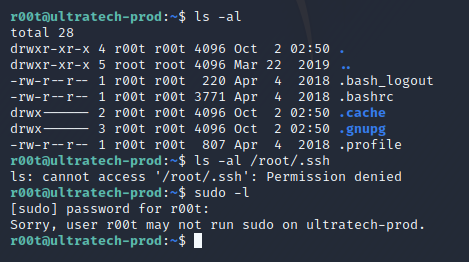 r00t@ultratech-prod:~$ ls -al
total 28
drwxr-xr-x 4 r00t r00t 4096 Oct  2 02:50 .
drwxr-xr-x 5 root root 4096 Mar 22  2019 ..
-rw-r--r-- 1 r00t r00t  220 Apr  4  2018 .bash_logout
-rw-r--r-- 1 r00t r00t 3771 Apr  4  2018 .bashrc
drwx------ 2 r00t r00t 4096 Oct  2 02:50 .cache
drwx------ 3 r00t r00t 4096 Oct  2 02:50 .gnupg
-rw-r--r-- 1 r00t r00t  807 Apr  4  2018 .profile
r00t@ultratech-prod:~$ ls -al /root/.ssh
ls: cannot access '/root/.ssh': Permission denied
r00t@ultratech-prod:~$ sudo -l
[sudo] password for r00t:
Sorry, user r00t may not run sudo on ultratech-prod.
r00t@ultratech-prod:~$